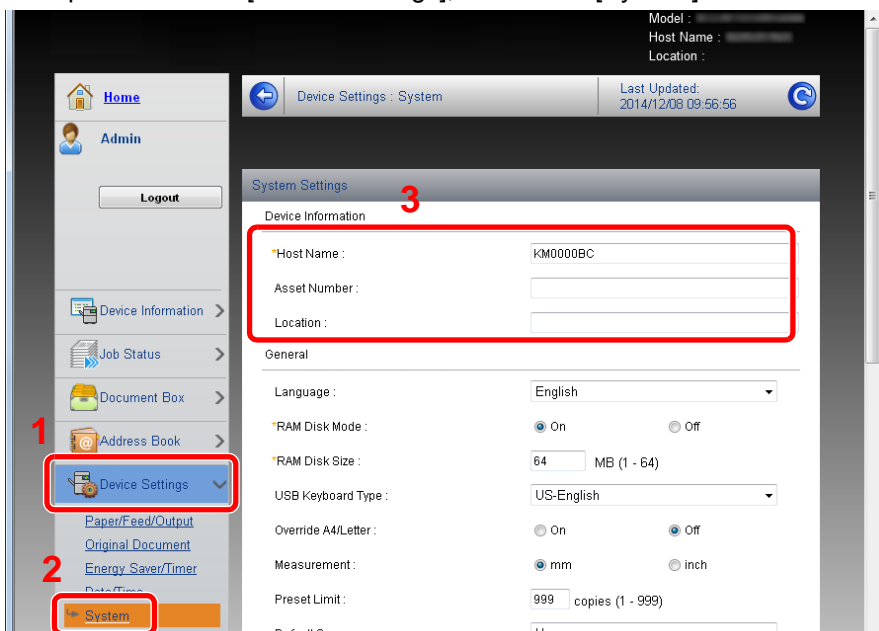 Model :
Host Name :
Location :
Home
Device Settings : System
Last Updated:
2014/12/08 09:56:56
Admin
Logout
System Settings
3
Device Information
*Host Name : KM0000BC
Asset Number :
Location :
Device Information
Job Status
Document Box
1
Address Book
Device Settings
Paper/Feed/Output
Original Document
2
Energy Saver/Timer
Date/Time
System
General
Language : English
*RAM Disk Mode : On Off
*RAM Disk Size : 64 MB (1 - 64)
USB Keyboard Type : US-English
Override A4/Letter : On Off
Measurement : mm inch
Preset Limit : 999 copies (1 - 999)